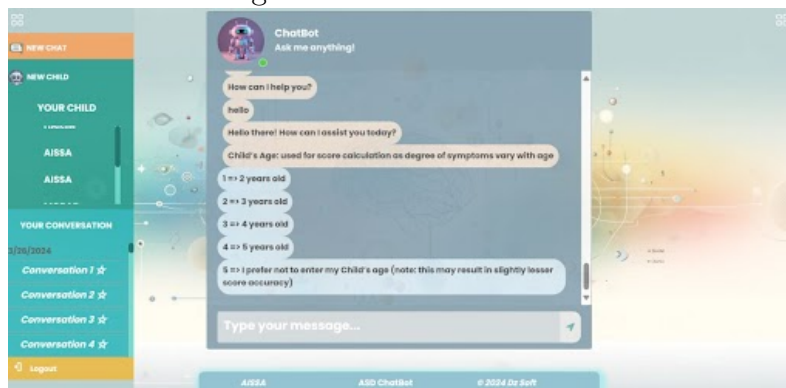 NEW CHAT
NEW CHILD
YOUR CHILD
AISSA
AISSA
YOUR CONVERSATION
3/26/2024
Conversation 1 ☆
Conversation 2 ☆
Conversation 3 ☆
Conversation 4 ☆
Logout
ChatBot
Ask me anything!
How can I help you?
hello
Hello there! How can I assist you today?
Child's Age: used for score calculation as degree of symptoms vary with age
1 => 2 years old
2 => 3 years old
3 => 4 years old
4 => 5 years old
5 => I prefer not to enter my Child's age (note: this may result in slightly lesser
score accuracy)
Type your message...
AISSA ASD ChatBot © 2024 Dz Soft